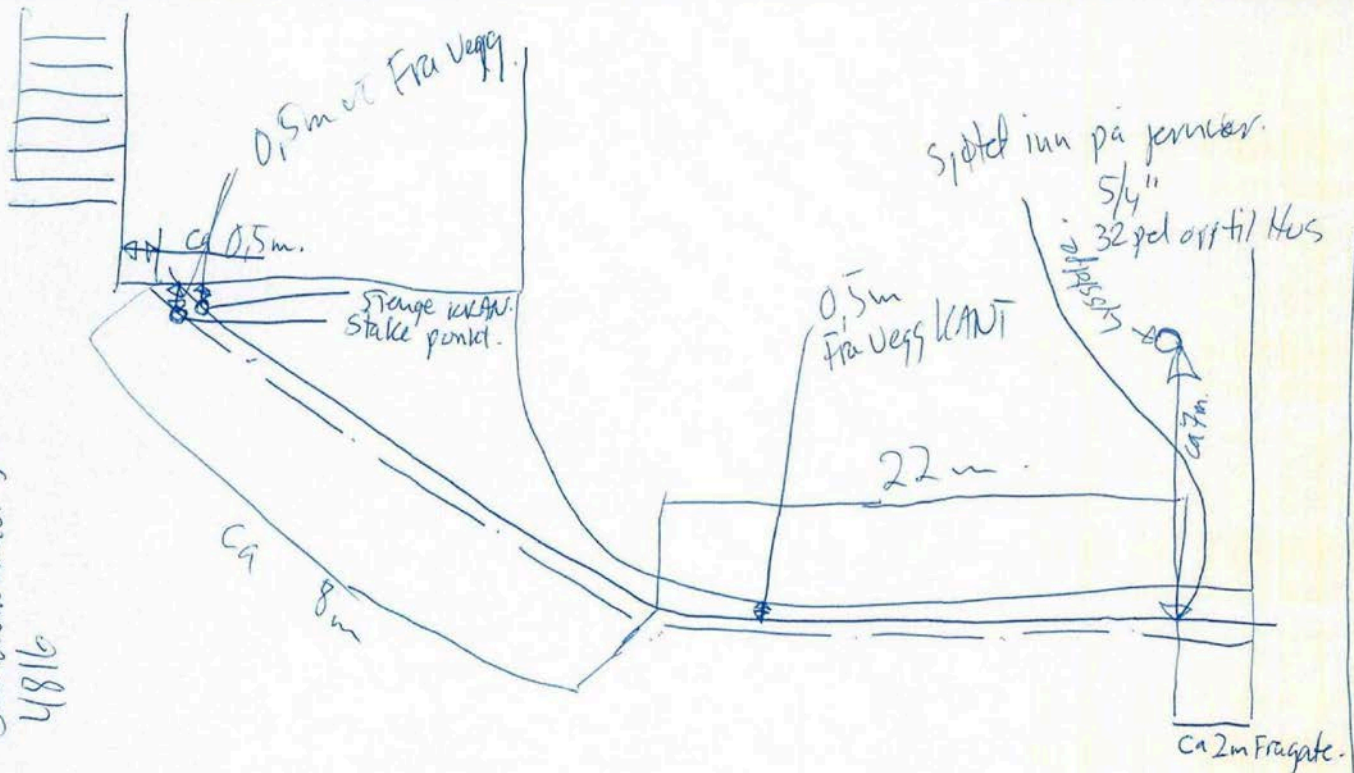 0,5m ut Fra Vegg.
ca 0,5m.
Stenge KRAN.
Stake punkt.
Ca
8m
0,5m
Fra Vegg KANT
22m.
Sjøtet inn på jernrør.
5/4"
32 pel opp til Hus
Lyssløpe
ca 7m.
Ca 2m Fra gate.
4816